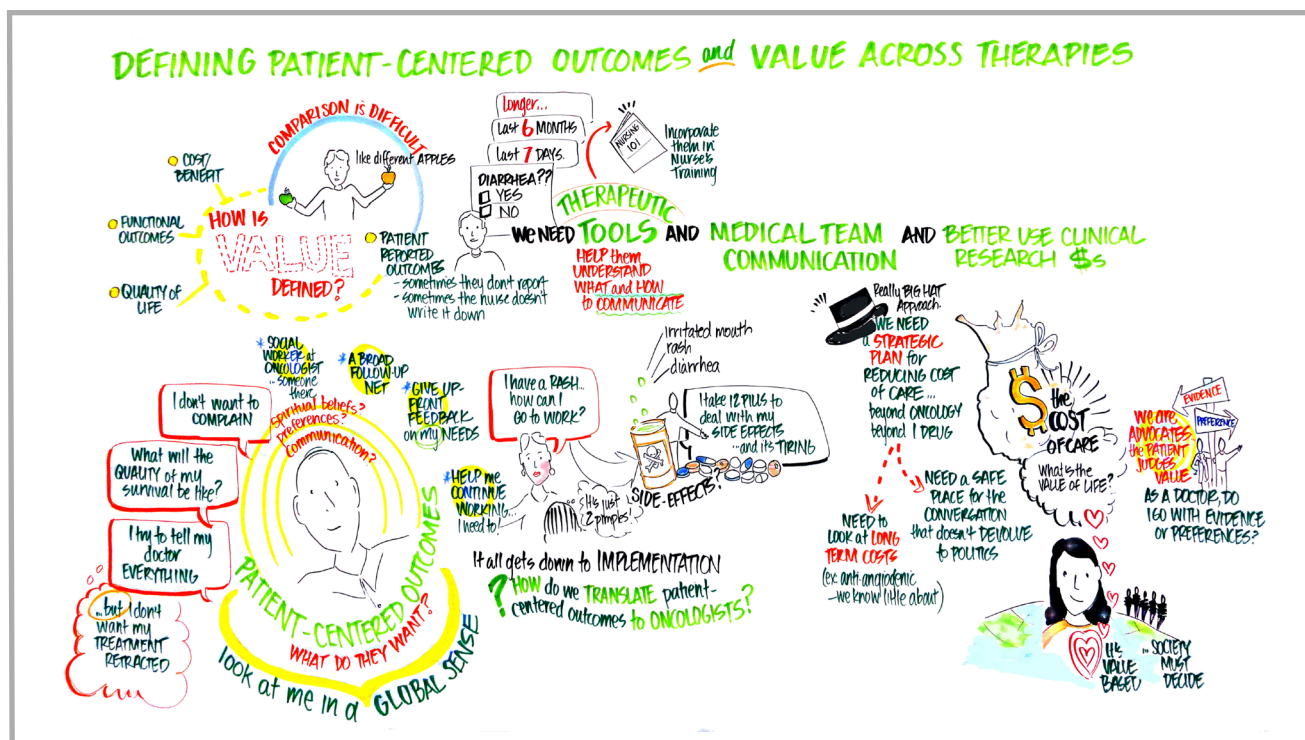 DEFINING PATIENT-CENTERED OUTCOMES and VALUE ACROSS THERAPIES
COMPARISON IS DIFFICULT
like different APPLES
COST/
BENEFIT
FUNCTIONAL
OUTCOMES
QUALITY OF
LIFE
HOW IS
VALUE
DEFINED?
PATIENT
REPORTED
OUTCOMES
- sometimes they don't report
- sometimes the nurse doesn't
write it down
Longer...
Last 6 MONTHS
Last 7 DAYS.
DIARRHEA??
YES
NO
NURSING
101
Incorporate
them in
Nurse's
Training
THERAPEUTIC
WE NEED TOOLS AND MEDICAL TEAM
COMMUNICATION
AND BETTER USE CLINICAL
RESEARCH $s
HELP them
UNDERSTAND
WHAT and HOW
to COMMUNICATE
* SOCIAL
WORKER at
ONCOLOGIST
... someone
there
* A BROAD
FOLLOW-UP
NET
* GIVE UP-
FRONT
FEEDBACK
on my NEEDS
* HELP me
CONTINUE
WORKING...
I need to!
I don't want to
COMPLAIN
What will the
QUALITY of my
survival be like?
I try to tell my
doctor
EVERYTHING
...but I don't
want my
TREATMENT
RETRACTED
Spiritual beliefs?
Preferences?
Communication?
PATIENT-CENTERED OUTCOMES
WHAT DO THEY WANT?
look at me in a GLOBAL SENSE
I have a RASH...
how can I
go to WORK?
It's just
2 pimples!
irritated mouth
rash
diarrhea
I take 12 PILLS to
deal with my
SIDE EFFECTS
...and it's TIRING
SIDE-EFFECTS?
It all gets down to IMPLEMENTATION
? HOW do we TRANSLATE patient-
centered outcomes to ONCOLOGISTS?
Really BIG HAT
Approach.
WE NEED
a STRATEGIC
PLAN for
REDUCING COST
OF CARE...
beyond ONCOLOGY
beyond 1 DRUG
NEED to
look at LONG
TERM COSTS
(ex. anti-angiogenic
- we know little about)
NEED A SAFE
PLACE FOR the
CONVERSATION
that doesn't DEVOLVE
to POLITICS
$
the
COST
OF CARE
What is the
VALUE OF LIFE?
EVIDENCE
PREFERENCE
We are
ADVOCATES
the PATIENT
JUDGES
VALUE
AS A DOCTOR, DO
I GO WITH EVIDENCE
OR PREFERENCES?
It's
VALUE
BASED
... SOCIETY
MUST
DECIDE